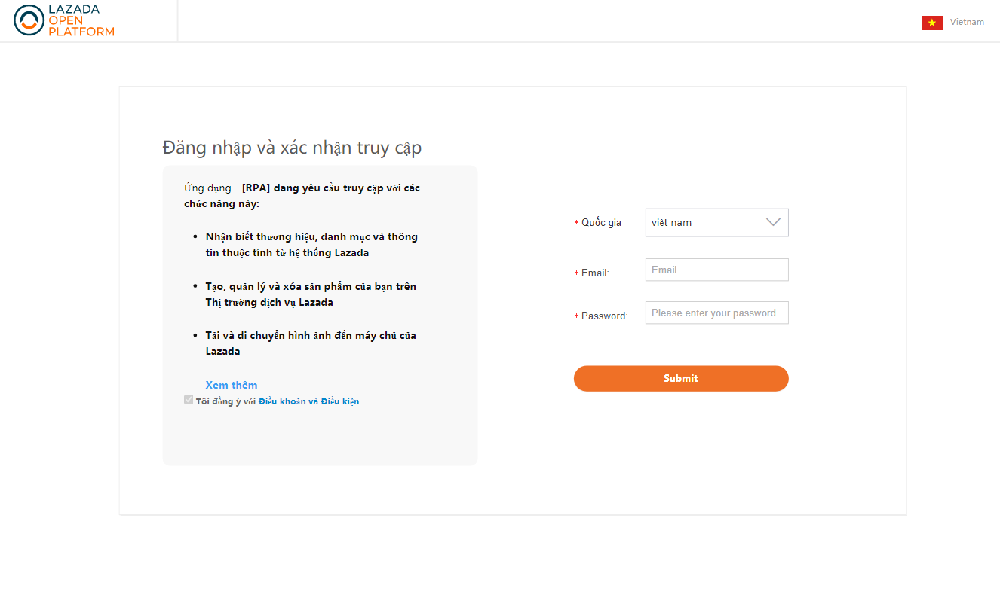 LAZADA
OPEN
PLATFORM
Vietnam
Đăng nhập và xác nhận truy cập
Ứng dụng [RPA] đang yêu cầu truy cập với các
chức năng này:
• Nhận biết thương hiệu, danh mục và thông
tin thuộc tính từ hệ thống Lazada
• Tạo, quản lý và xóa sản phẩm của bạn trên
Thị trường dịch vụ Lazada
• Tải và di chuyển hình ảnh đến máy chủ của
Lazada
Xem thêm
Tôi đồng ý với Điều khoản và Điều kiện
* Quốc gia việt nam
* Email: Email
* Password: Please enter your password
Submit